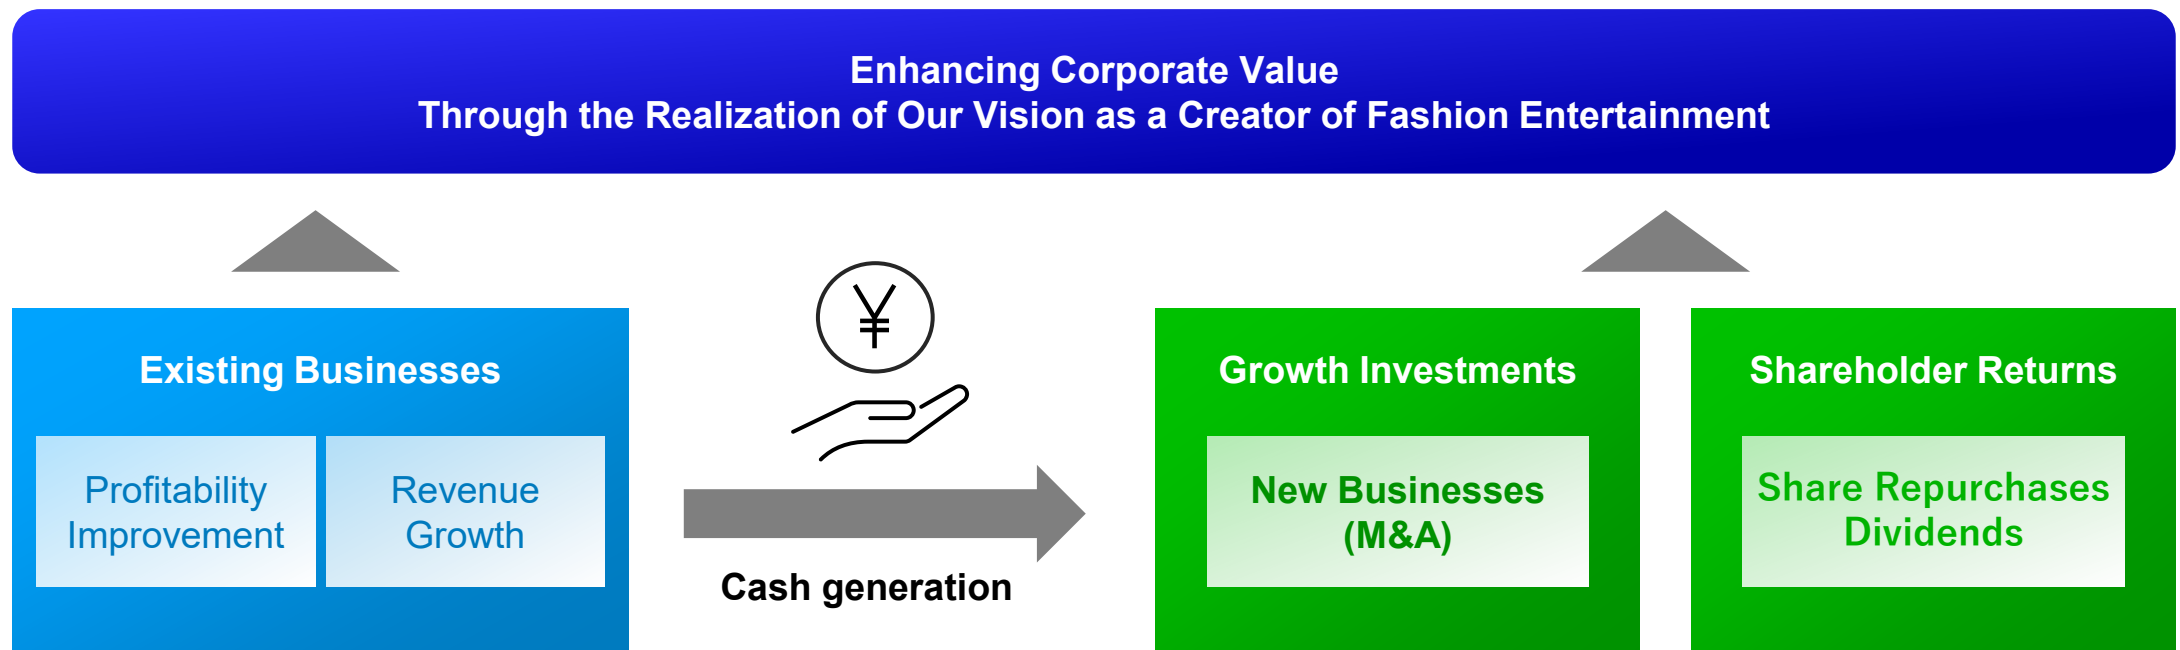 Enhancing Corporate Value
Through the Realization of Our Vision as a Creator of Fashion Entertainment
Existing Businesses
Profitability
Improvement
Revenue
Growth
¥
Cash generation
Growth Investments
New Businesses
(M&A)
Shareholder Returns
Share Repurchases
Dividends